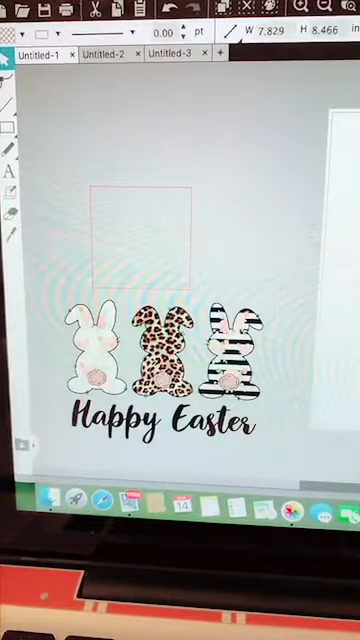 0.00 pt W 7.829 H 8.466 in
Untitled-1 × Untitled-2 × Untitled-3 × +
A
Happy Easter
14